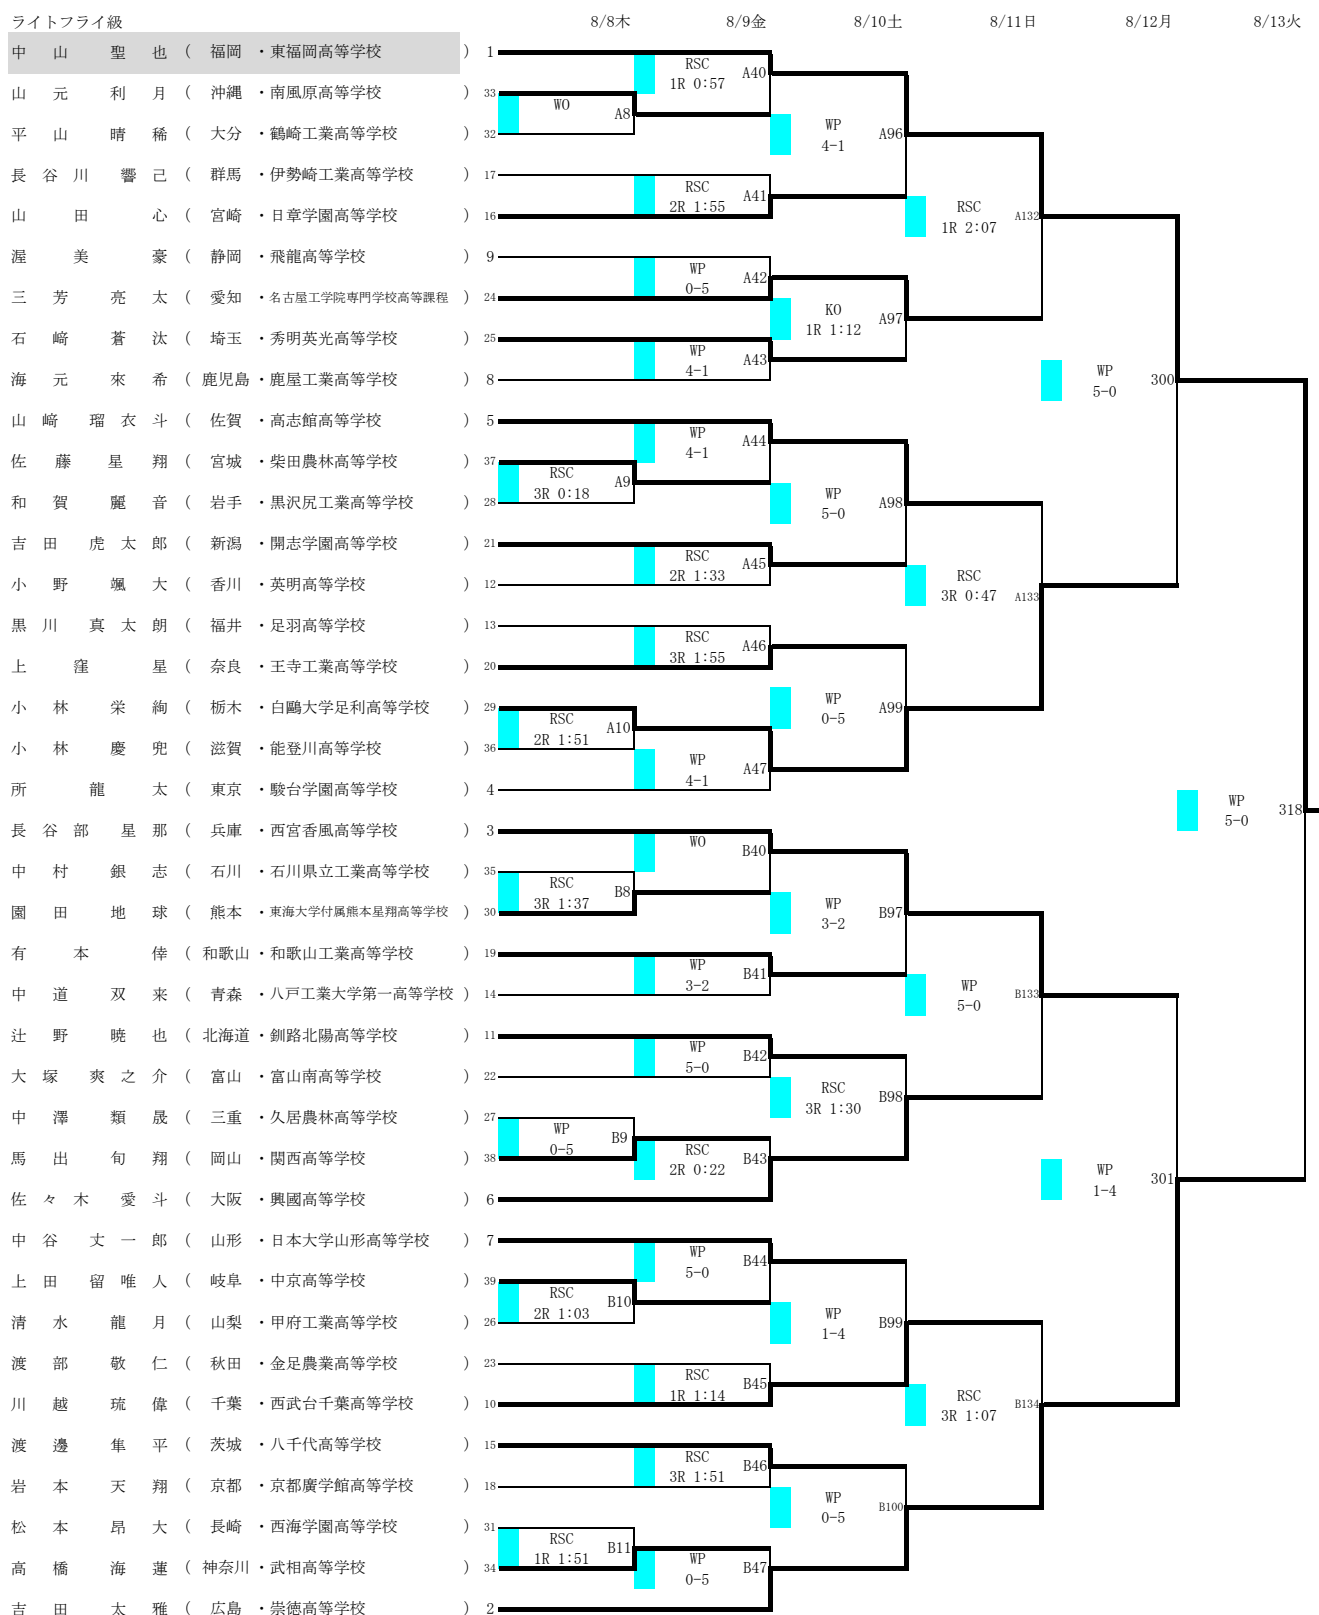 ライトフライ級 8/8木 8/9金 8/10土 8/11日 8/12月 8/13火
中山聖也 ( 福岡 ・東福岡高等学校 ) 1
RSC
1R 0:57 A40
山元利月 ( 沖縄 ・南風原高等学校 ) 33
WO A8
平山晴稀 ( 大分 ・鶴崎工業高等学校 ) 32
WP
4-1 A96
長谷川響己 ( 群馬 ・伊勢崎工業高等学校 ) 17
RSC
2R 1:55 A41
山田心 ( 宮崎 ・日章学園高等学校 ) 16
RSC
1R 2:07 A132
渥美豪 ( 静岡 ・飛龍高等学校 ) 9
WP
0-5 A42
三芳亮太 ( 愛知 ・名古屋工学院専門学校高等課程 ) 24
KO
1R 1:12 A97
石﨑蒼汰 ( 埼玉 ・秀明英光高等学校 ) 25
WP
4-1 A43
海元來希 ( 鹿児島 ・鹿屋工業高等学校 ) 8
WP
5-0 300
山﨑瑠衣斗 ( 佐賀 ・高志館高等学校 ) 5
WP
4-1 A44
佐藤星翔 ( 宮城 ・柴田農林高等学校 ) 37
RSC
3R 0:18 A9
和賀麗音 ( 岩手 ・黒沢尻工業高等学校 ) 28
WP
5-0 A98
吉田虎太郎 ( 新潟 ・開志学園高等学校 ) 21
RSC
2R 1:33 A45
小野颯大 ( 香川 ・英明高等学校 ) 12
RSC
3R 0:47 A133
黒川真太朗 ( 福井 ・足羽高等学校 ) 13
RSC
3R 1:55 A46
上窪星 ( 奈良 ・王寺工業高等学校 ) 20
小林栄絢 ( 栃木 ・白鷗大学足利高等学校 ) 29
RSC
2R 1:51 A10
WP
0-5 A99
小林慶兜 ( 滋賀 ・能登川高等学校 ) 36
WP
4-1 A47
所龍太 ( 東京 ・駿台学園高等学校 ) 4
WP
5-0 318
長谷部星那 ( 兵庫 ・西宮香風高等学校 ) 3
WO B40
中村銀志 ( 石川 ・石川県立工業高等学校 ) 35
RSC
3R 1:37 B8
園田地球 ( 熊本 ・東海大学付属熊本星翔高等学校 ) 30
WP
3-2 B97
有本倖 ( 和歌山 ・和歌山工業高等学校 ) 19
WP
3-2 B41
中道双来 ( 青森 ・八戸工業大学第一高等学校 ) 14
WP
5-0 B133
辻野暁也 ( 北海道 ・釧路北陽高等学校 ) 11
WP
5-0 B42
大塚爽之介 ( 富山 ・富山南高等学校 ) 22
RSC
3R 1:30 B98
中澤類晟 ( 三重 ・久居農林高等学校 ) 27
WP
0-5 B9
馬出旬翔 ( 岡山 ・関西高等学校 ) 38
RSC
2R 0:22 B43
佐々木愛斗 ( 大阪 ・興國高等学校 ) 6
WP
1-4 301
中谷丈一郎 ( 山形 ・日本大学山形高等学校 ) 7
WP
5-0 B44
上田留唯人 ( 岐阜 ・中京高等学校 ) 39
RSC
2R 1:03 B10
清水龍月 ( 山梨 ・甲府工業高等学校 ) 26
WP
1-4 B99
渡部敬仁 ( 秋田 ・金足農業高等学校 ) 23
RSC
1R 1:14 B45
川越琉偉 ( 千葉 ・西武台千葉高等学校 ) 10
RSC
3R 1:07 B134
渡邊隼平 ( 茨城 ・八千代高等学校 ) 15
RSC
3R 1:51 B46
岩本天翔 ( 京都 ・京都廣学館高等学校 ) 18
WP
0-5 B100
松本昂大 ( 長崎 ・西海学園高等学校 ) 31
RSC
1R 1:51 B11
高橋海蓮 ( 神奈川 ・武相高等学校 ) 34
WP
0-5 B47
吉田太雅 ( 広島 ・崇徳高等学校 ) 2